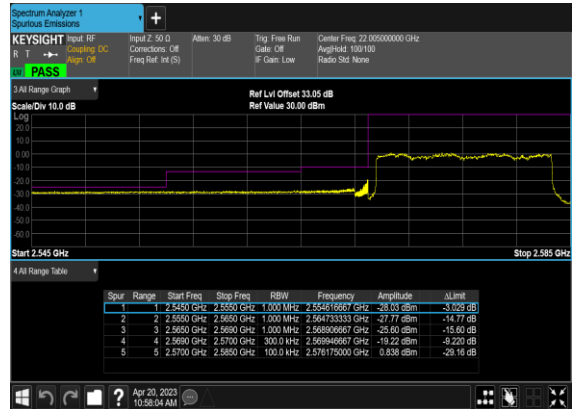 Spectrum Analyzer 1
Spurious Emissions
KEYSIGHT Input: RF Input Z: 50 Ω Atten: 30 dB Trig: Free Run Center Freq: 22.005000000 GHz
R T Coupling: DC Corrections: Off Gate: Off Avg|Hold: 100/100
Align: Off Freq Ref: Int (S) IF Gain: Low Radio Std: None
PASS
3 All Range Graph
Ref Lvl Offset 33.05 dB
Scale/Div 10.0 dB Ref Value 30.00 dBm
Log
20.0
10.0
0.00
-10.0
-20.0
-30.0
-40.0
-50.0
-60.0
Start 2.545 GHz Stop 2.585 GHz
4 All Range Table
Spur Range Start Freq Stop Freq RBW Frequency Amplitude ΔLimit
1 1 2.5450 GHz 2.5550 GHz 1.000 MHz 2.554616667 GHz -28.03 dBm -3.029 dB
2 2 2.5550 GHz 2.5650 GHz 1.000 MHz 2.564733333 GHz -27.77 dBm -14.77 dB
3 3 2.5650 GHz 2.5690 GHz 1.000 MHz 2.568906667 GHz -25.60 dBm -15.60 dB
4 4 2.5690 GHz 2.5700 GHz 300.0 kHz 2.569946667 GHz -19.22 dBm -9.220 dB
5 5 2.5700 GHz 2.5850 GHz 100.0 kHz 2.576175000 GHz 0.838 dBm -29.16 dB
? Apr 20, 2023
10:58:04 AM